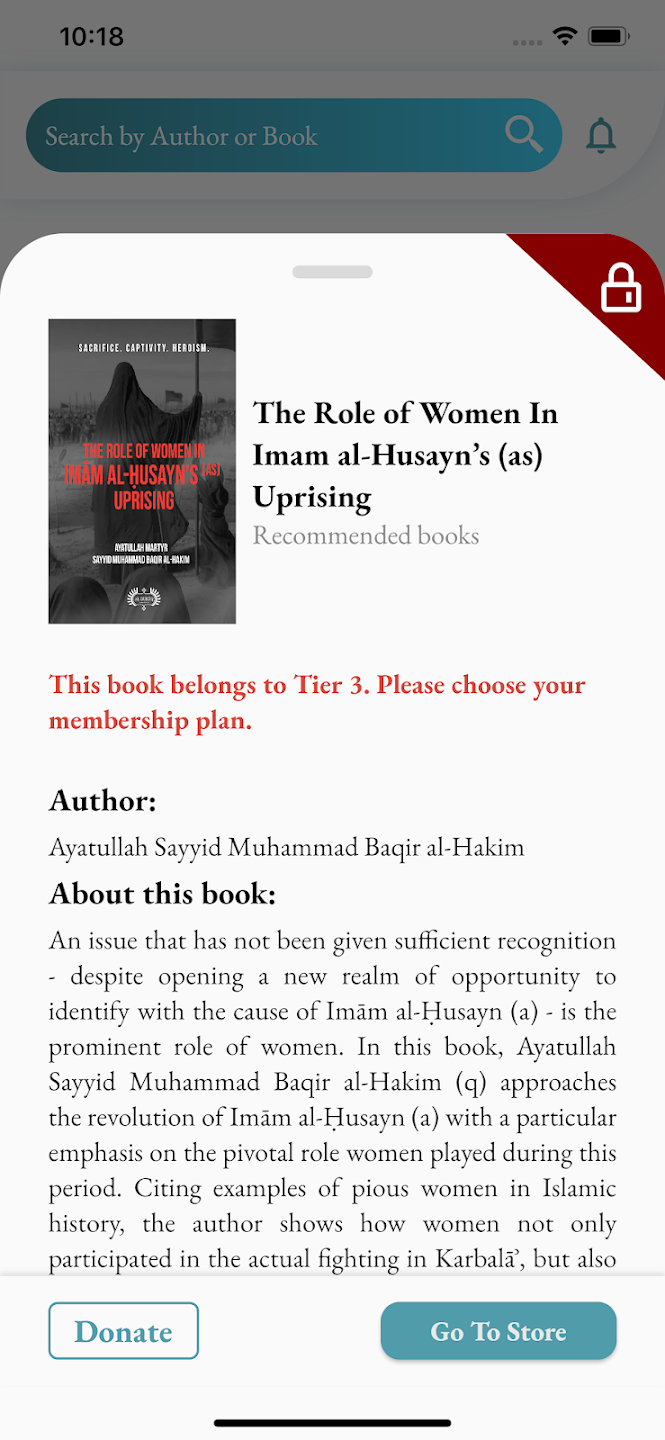 10:18
Search by Author or Book
SACRIFICE. CAPTIVITY. HEROISM.
THE ROLE OF WOMEN IN
IMĀM AL-ḤUSAYN'S (AS)
UPRISING
AYATULLAH MARTYR
SAYYID MUHAMMAD BAQIR AL-HAKIM
The Role of Women In
Imam al-Husayn’s (as)
Uprising
Recommended books
This book belongs to Tier 3. Please choose your
membership plan.
Author:
Ayatullah Sayyid Muhammad Baqir al-Hakim
About this book:
An issue that has not been given sufficient recognition
- despite opening a new realm of opportunity to
identify with the cause of Imām al-Ḥusayn (a) - is the
prominent role of women. In this book, Ayatullah
Sayyid Muhammad Baqir al-Hakim (q) approaches
the revolution of Imām al-Ḥusayn (a) with a particular
emphasis on the pivotal role women played during this
period. Citing examples of pious women in Islamic
history, the author shows how women not only
participated in the actual fighting in Karbalāʾ, but also
Donate
Go To Store